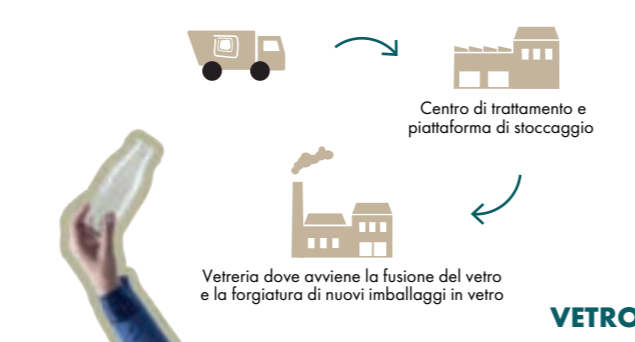 Centro di trattamento e
piattaforma di stoccaggio
Vetreria dove avviene la fusione del vetro
e la forgiatura di nuovi imballaggi in vetro
VETRO